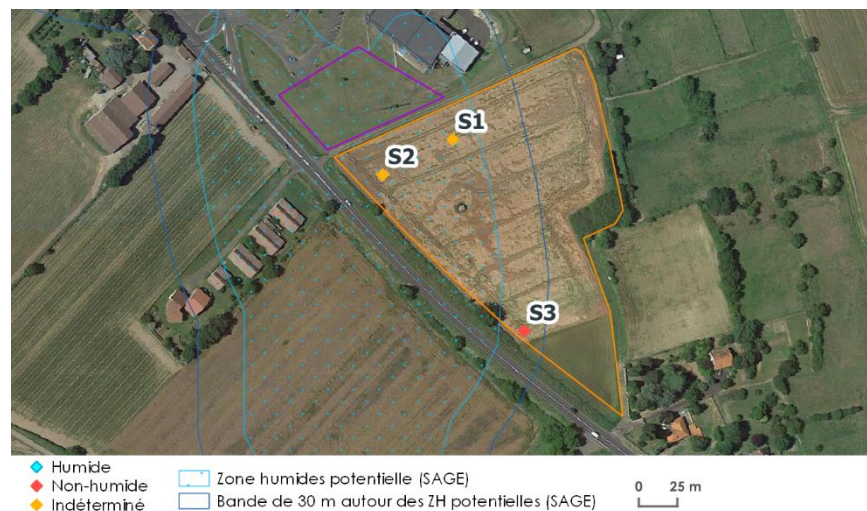 S1
S2
S3
Humide
Non-humide
Indéterminé
Zone humides potentielle (SAGE)
Bande de 30 m autour des ZH potentielles (SAGE)
0 25 m